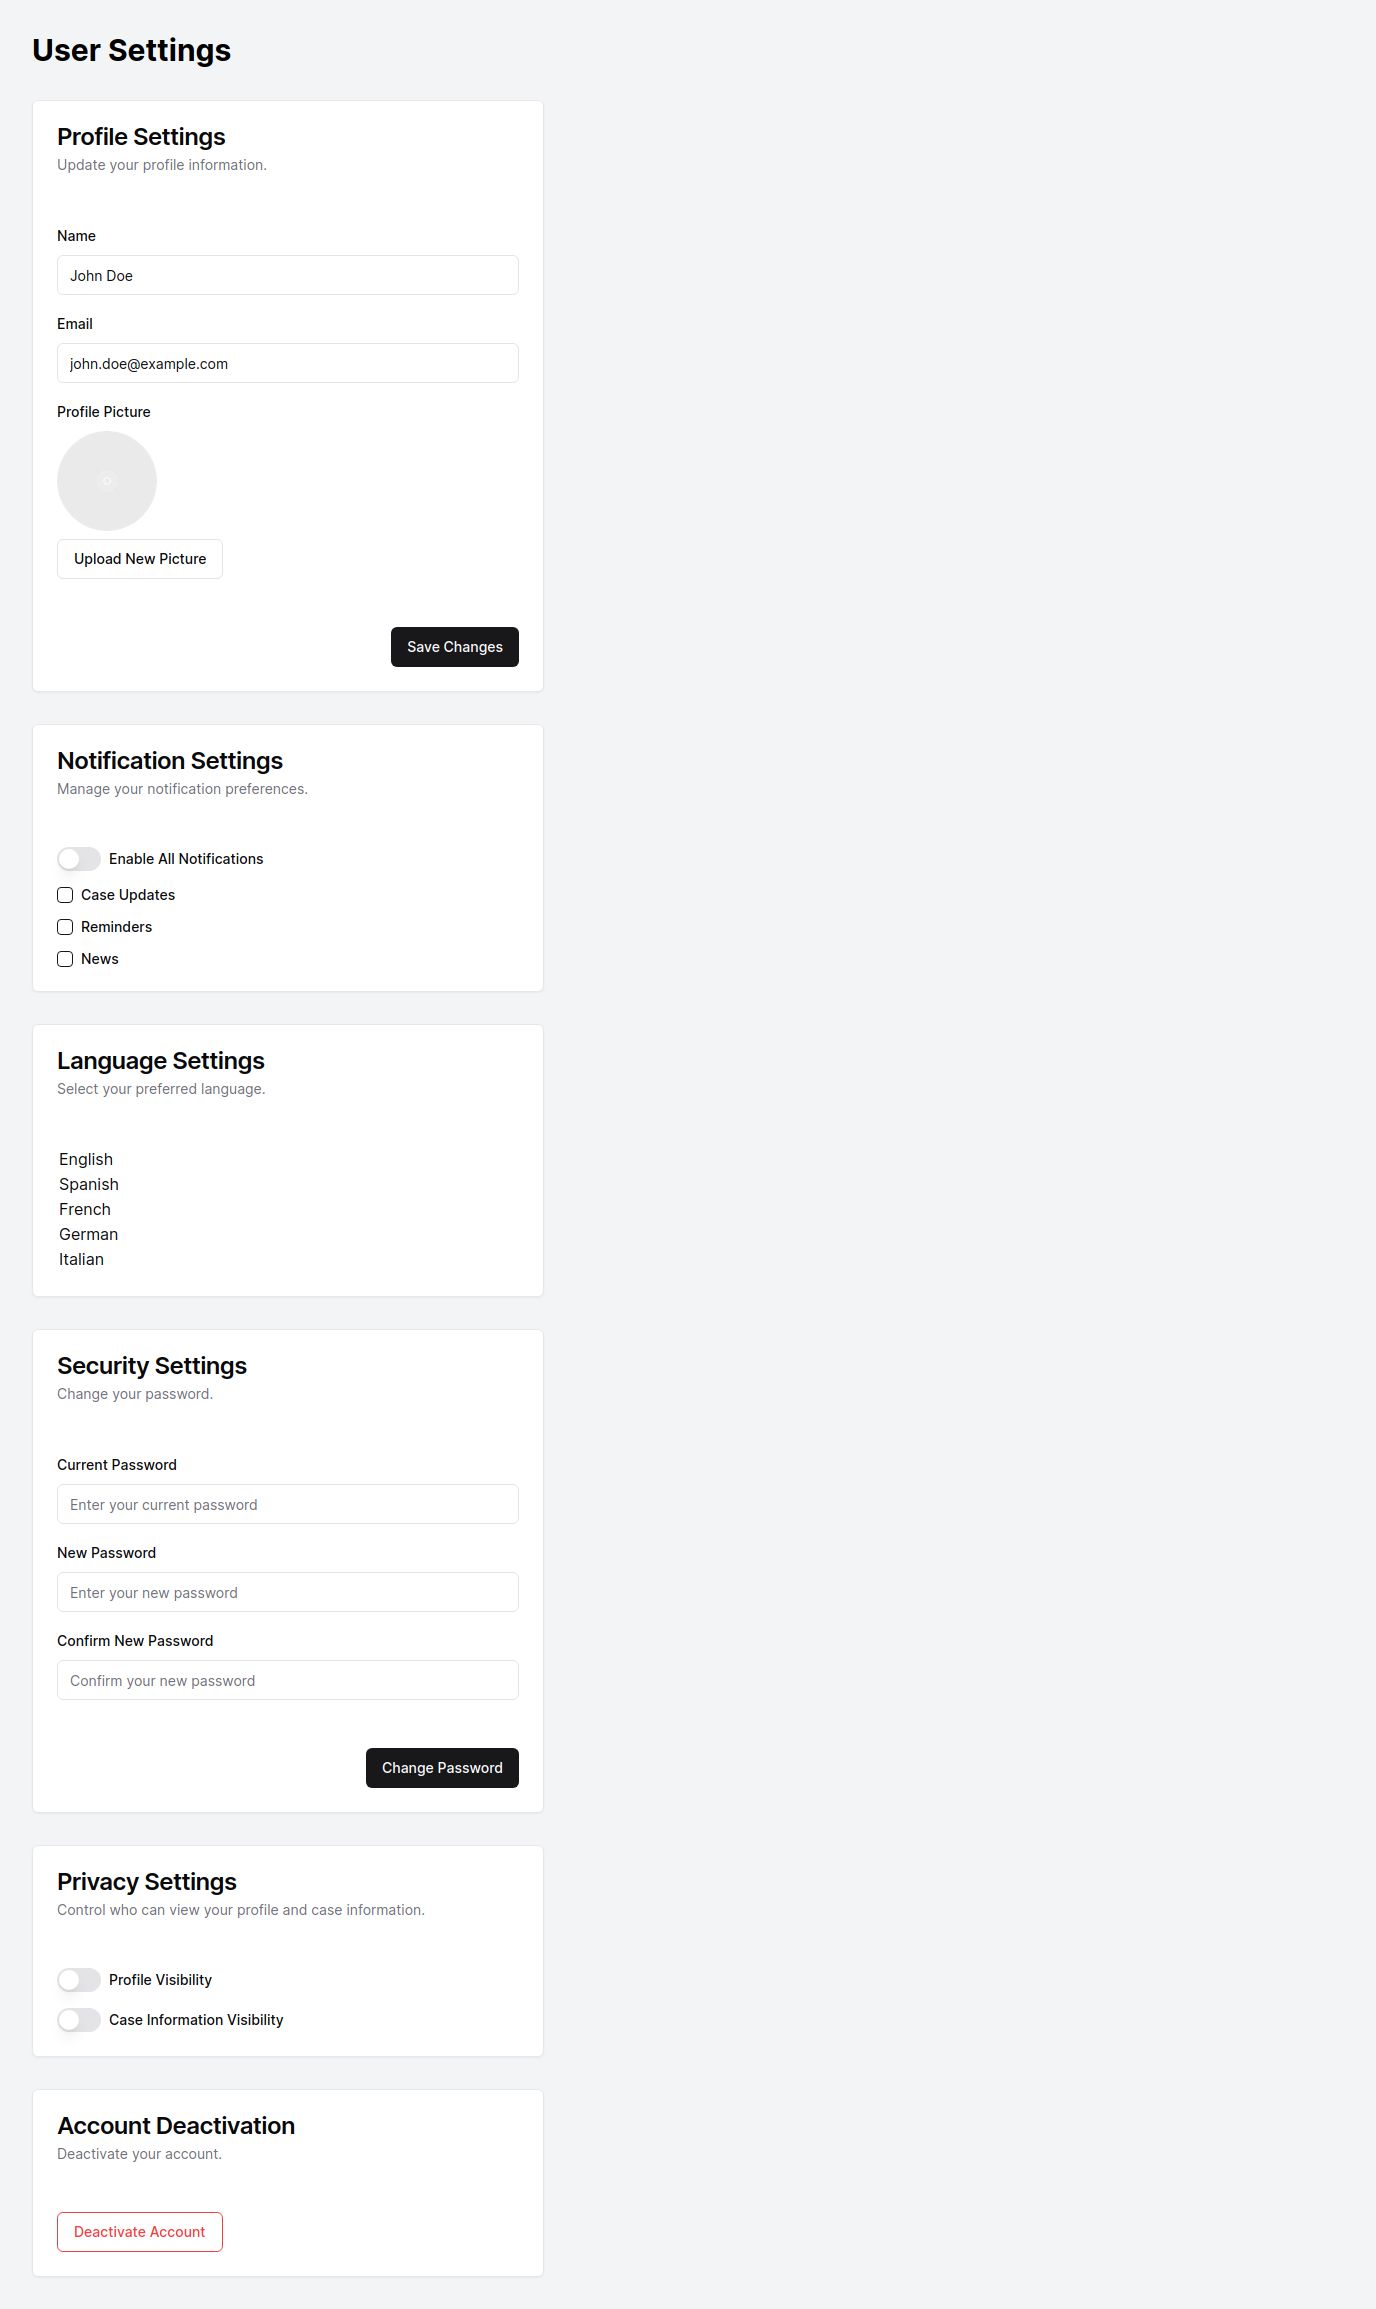 User Settings
Profile Settings
Update your profile information.
Name
John Doe
Email
john.doe@example.com
Profile Picture
Upload New Picture
Save Changes
Notification Settings
Manage your notification preferences.
Enable All Notifications
Case Updates
Reminders
News
Language Settings
Select your preferred language.
English
Spanish
French
German
Italian
Security Settings
Change your password.
Current Password
Enter your current password
New Password
Enter your new password
Confirm New Password
Confirm your new password
Change Password
Privacy Settings
Control who can view your profile and case information.
Profile Visibility
Case Information Visibility
Account Deactivation
Deactivate your account.
Deactivate Account